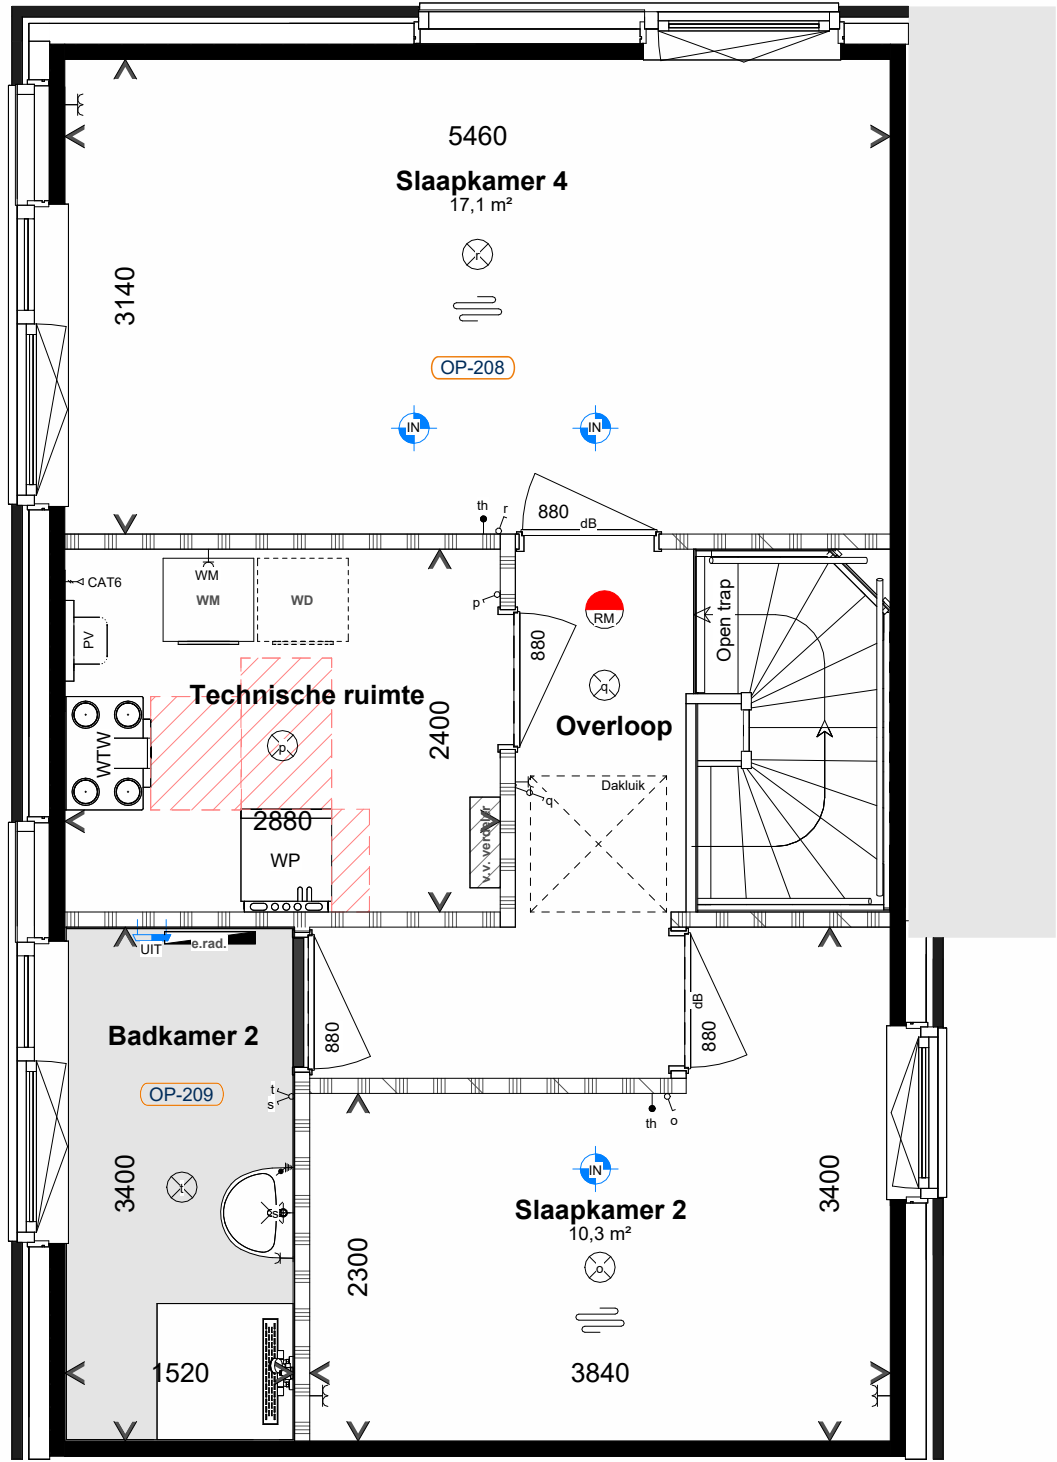 5460
Slaapkamer 4
17,1 m²
r
3140
OP-208
IN
IN
th
r
880
dB
CAT6
WM
WM
WD
p
PV
880
RM
Open trap
q
Technische ruimte
Overloop
WTW
p
2400
Dakluik
q
2880
v.v. verdeler
WP
UIT
e.rad.
Badkamer 2
880
dB
880
OP-209
t
s
th
o
3400
t
IN
3400
s
Slaapkamer 2
10,3 m²
2300
o
1520
3840